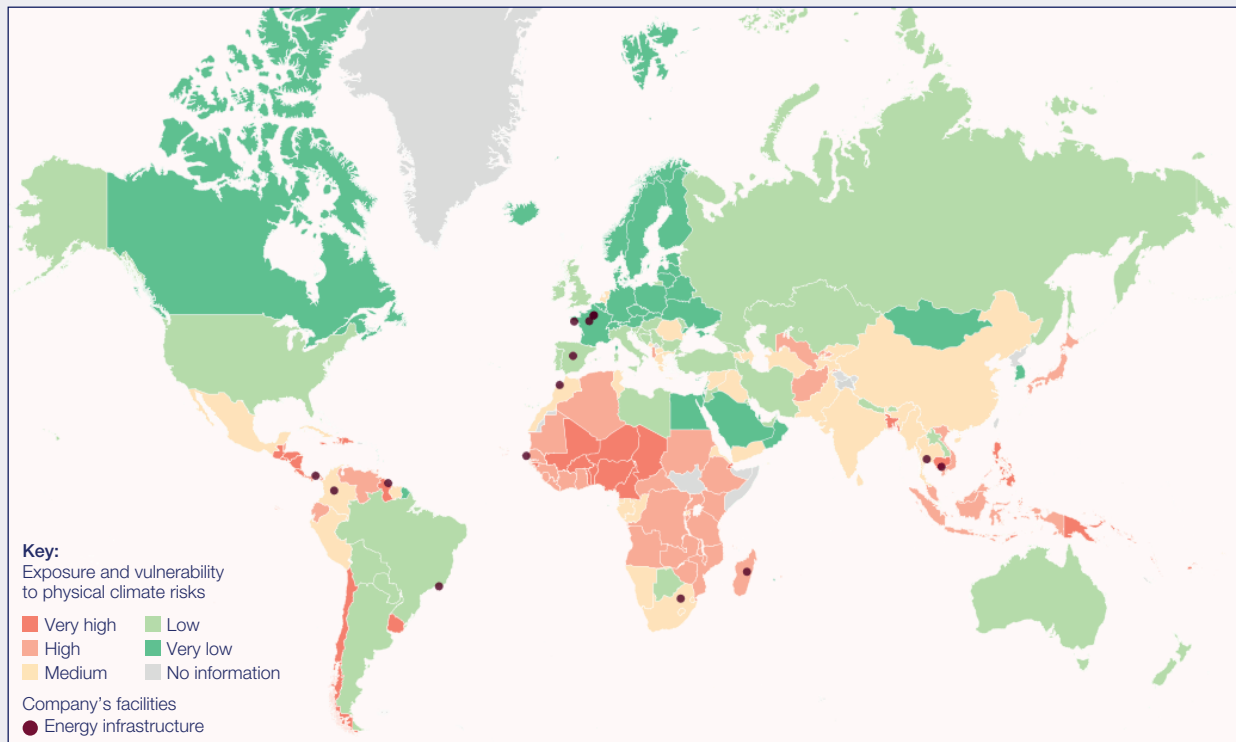 Key:
Exposure and vulnerability
to physical climate risks
Very high
High
Medium
Low
Very low
No information
Company's facilities
Energy infrastructure